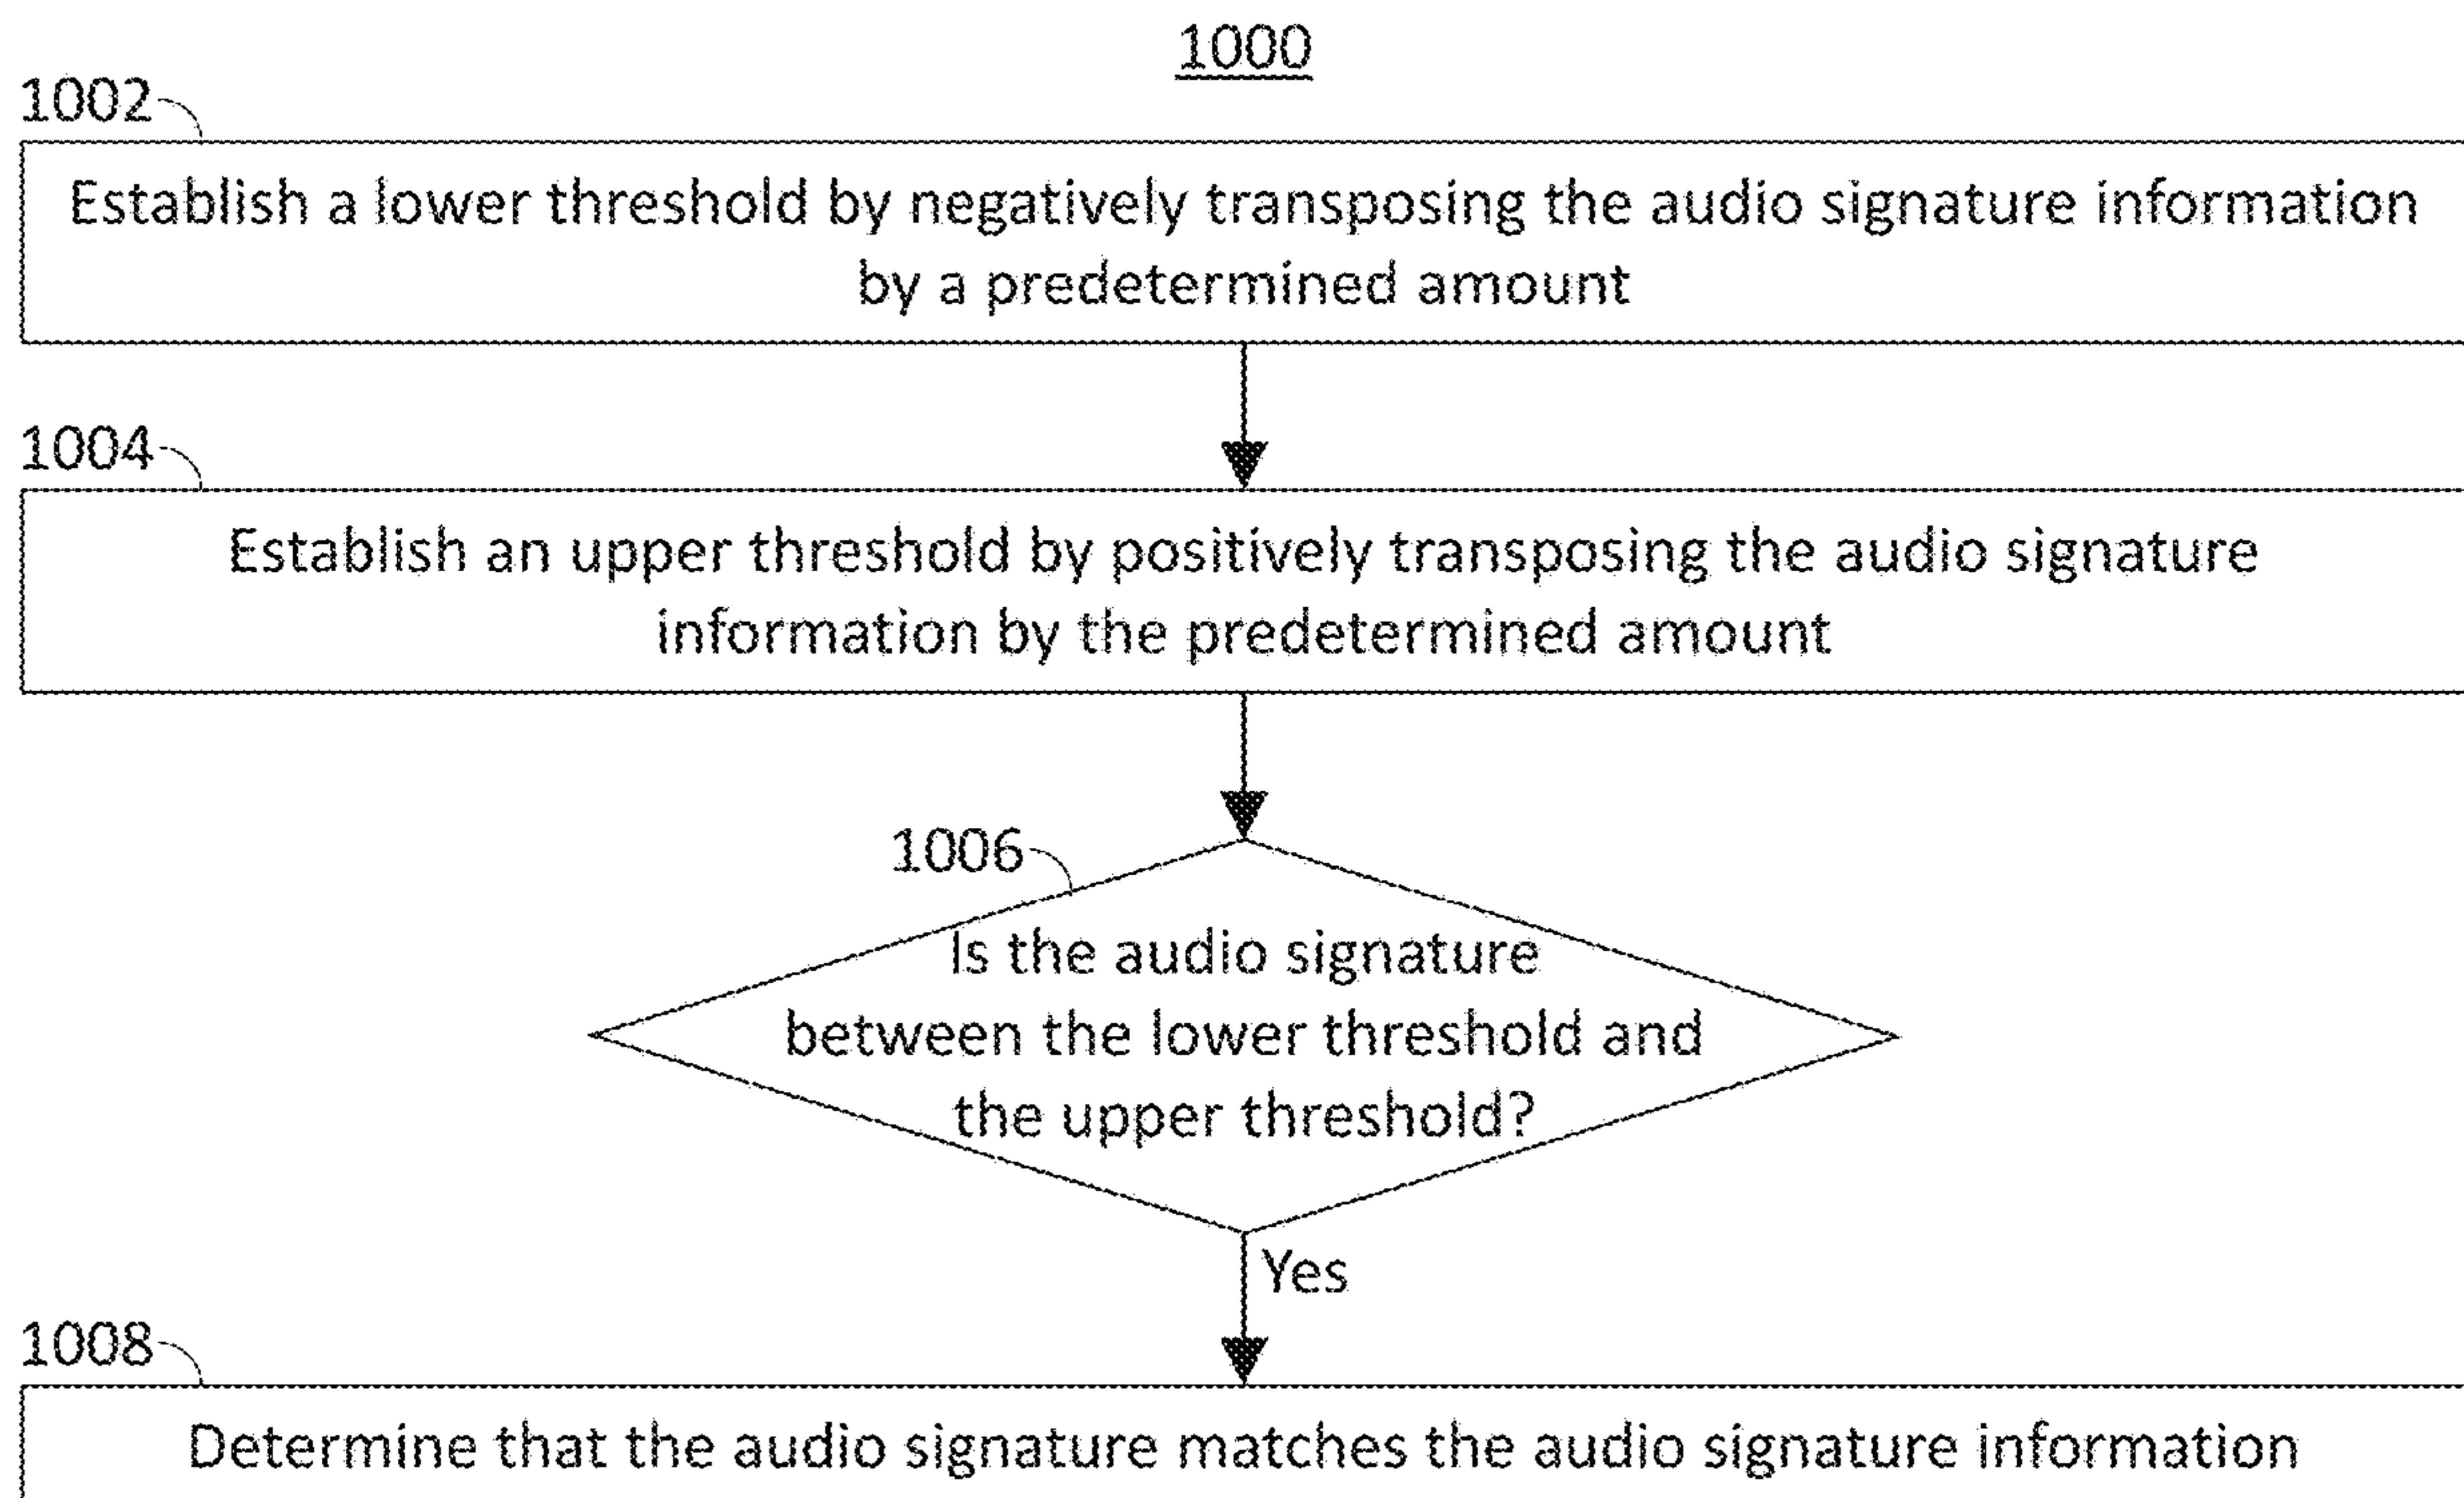 1000
1002
Establish a lower threshold by negatively transposing the audio signature information
by a predetermined amount
1004
Establish an upper threshold by positively transposing the audio signature
information by the predetermined amount
1006
Is the audio signature
between the lower threshold and
the upper threshold?
Yes
1008
Determine that the audio signature matches the audio signature information